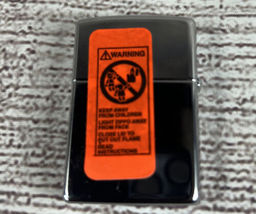 ⚠WARNING
KEEP AWAY
FROM CHILDREN
LIGHT ZIPPO AWAY
FROM FACE
CLOSE LID TO
PUT OUT FLAME
READ
INSTRUCTIONS